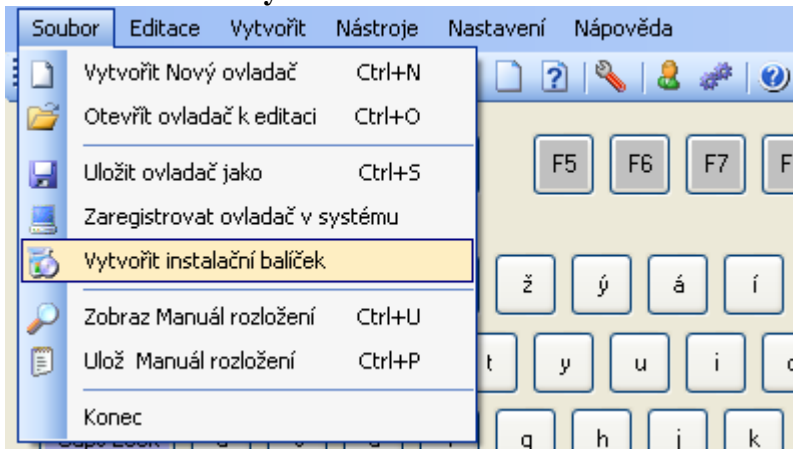 Soubor Editace Vytvořit Nástroje Nastavení Nápověda
Vytvořit Nový ovladač Ctrl+N
Otevřít ovladač k editaci Ctrl+O
F5 F6 F7
Uložit ovladač jako Ctrl+S
Zaregistrovat ovladač v systému
Vytvořit instalační balíček
ž ý á í
Zobraz Manuál rozložení Ctrl+U
Ulož Manuál rozložení Ctrl+P
t y u i
Konec
g h j k